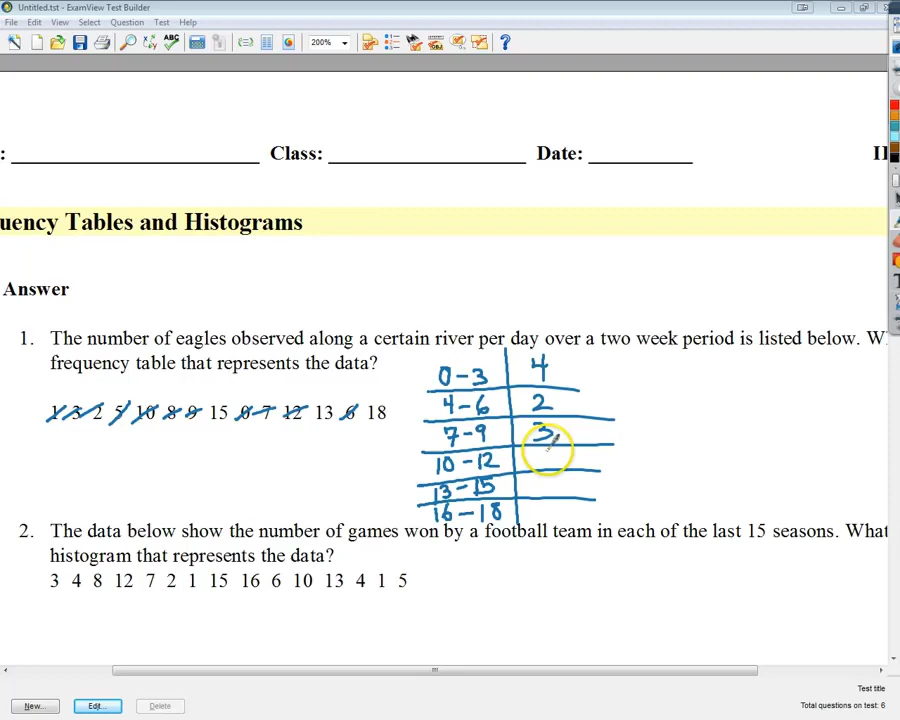 Untitled.tst - ExamView Test Builder
File Edit View Select Question Test Help
ABC 200% ?
: Class: Date: II
uency Tables and Histograms
Answer
1. The number of eagles observed along a certain river per day over a two week period is listed below. W
frequency table that represents the data?
1 3 2 5 10 8 9 15 0 7 12 13 6 18
0-3 4
4-6 2
7-9 3
10-12
13-15
16-18
2. The data below show the number of games won by a football team in each of the last 15 seasons. What
histogram that represents the data?
3 4 8 12 7 2 1 15 16 6 10 13 4 1 5
Test title
New... Edit... Delete
Total questions on test: 6